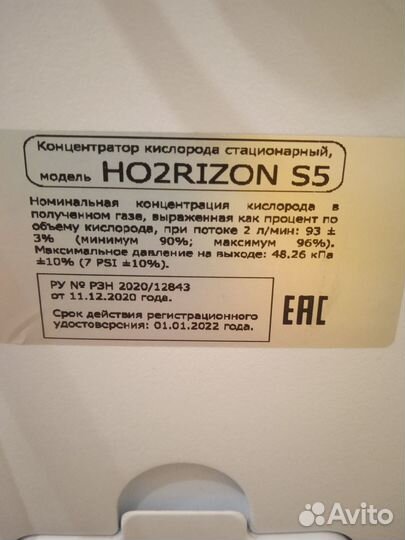 Концентратор кислорода стационарный,
модель HO2RIZON S5
Номинальная концентрация кислорода в
полученном газе, выраженная как процент по
объему кислорода, при потоке 2 л/мин: 93 ±
3% (минимум 90%; максимум 96%).
Максимальное давление на выходе: 48.26 кПа
±10% (7 PSI ±10%).
РУ № РЗН 2020/12843
от 11.12.2020 года.
Срок действия регистрационного
удостоверения: 01.01.2022 года.
EAC
Avito